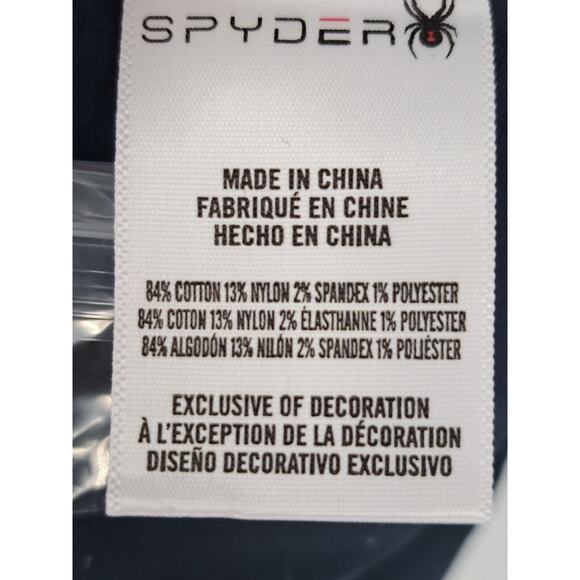 SPYDER
MADE IN CHINA
FABRIQUÉ EN CHINE
HECHO EN CHINA
84% COTTON 13% NYLON 2% SPANDEX 1% POLYESTER
84% COTON 13% NYLON 2% ÉLASTHANNE 1% POLYESTER
84% ALGODÓN 13% NILÓN 2% SPANDEX 1% POLIÉSTER
EXCLUSIVE OF DECORATION
À L'EXCEPTION DE LA DÉCORATION
DISEÑO DECORATIVO EXCLUSIVO